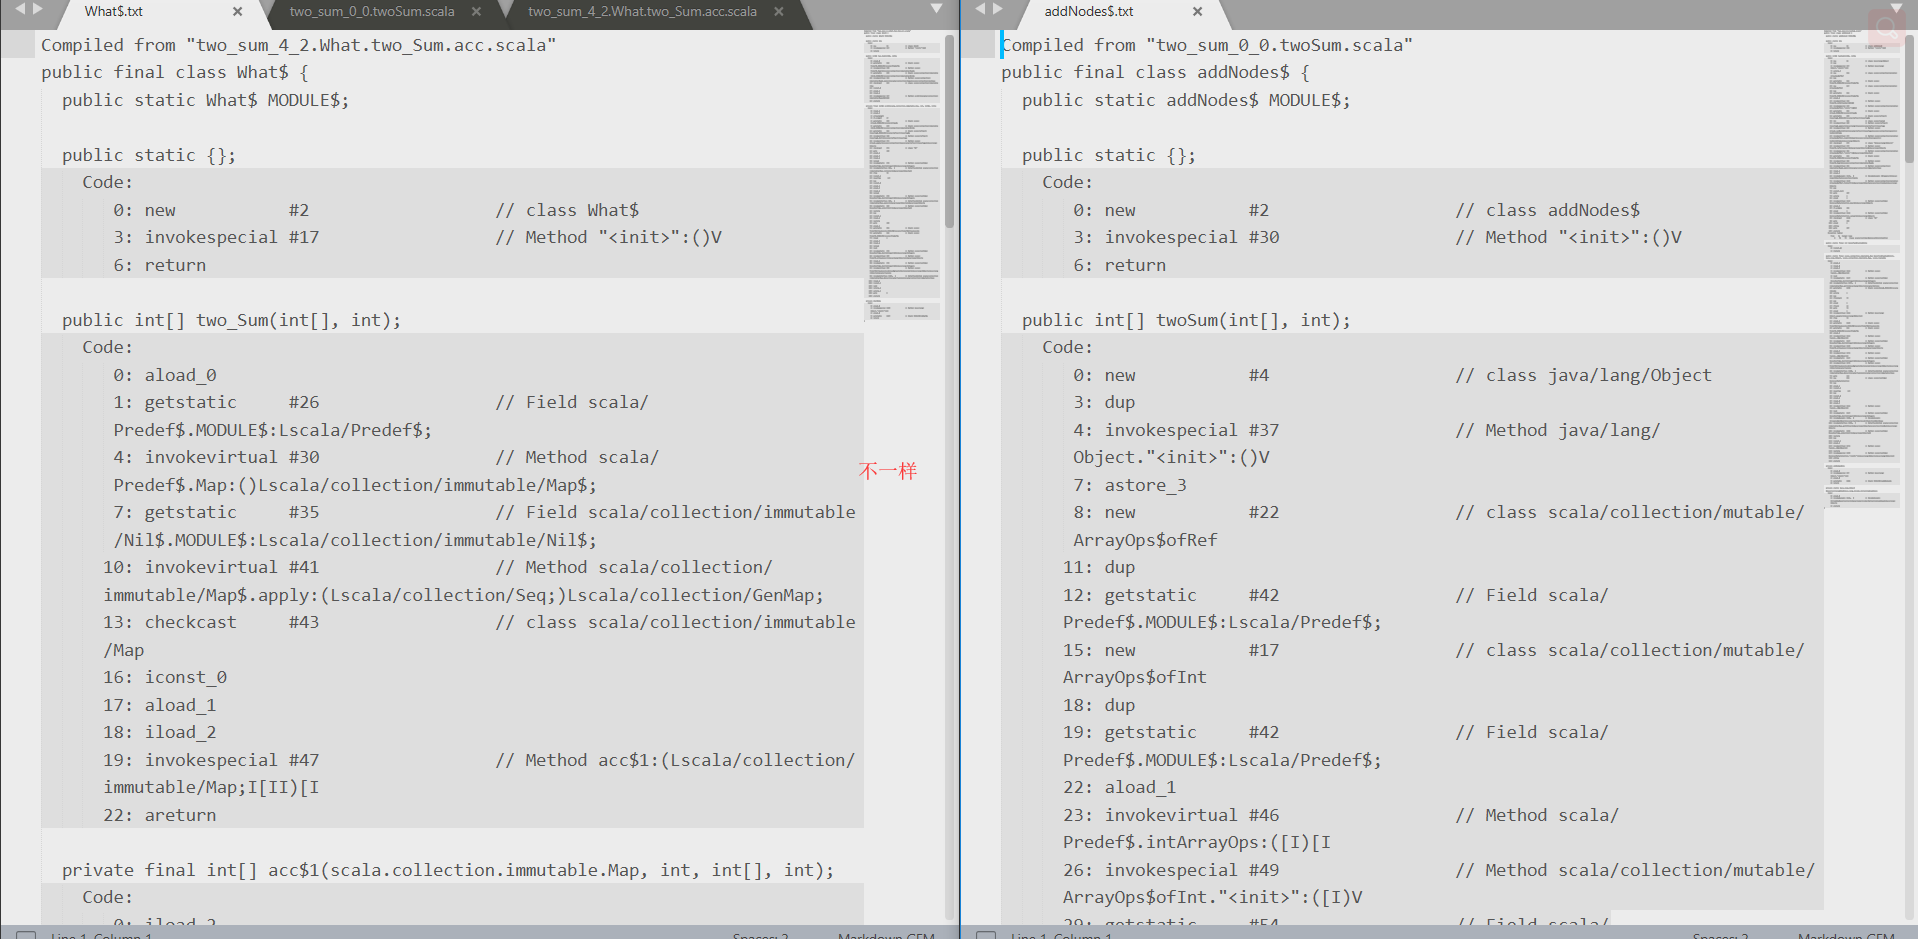 What$.txt
two_sum_0_0.twoSum.scala
two_sum_4_2.What.two_Sum.acc.scala
Compiled from "two_sum_4_2.What.two_Sum.acc.scala"
public final class What$ {
public static What$ MODULE$;
public static {};
Code:
0: new #2 // class What$
3: invokespecial #17 // Method "<init>":()V
6: return
public int[] two_Sum(int[], int);
Code:
0: aload_0
1: getstatic #26 // Field scala/
Predef$.MODULE$:Lscala/Predef$;
4: invokevirtual #30 // Method scala/
Predef$.Map:()Lscala/collection/immutable/Map$;
7: getstatic #35 // Field scala/collection/immutable
/Nil$.MODULE$:Lscala/collection/immutable/Nil$;
10: invokevirtual #41 // Method scala/collection/
immutable/Map$.apply:(Lscala/collection/Seq;)Lscala/collection/GenMap;
13: checkcast #43 // class scala/collection/immutable
/Map
16: iconst_0
17: aload_1
18: iload_2
19: invokespecial #47 // Method acc$1:(Lscala/collection/
immutable/Map;I[II)[I
22: areturn
private final int[] acc$1(scala.collection.immutable.Map, int, int[], int);
Code:
0: iload_2
Line 1, Column 1
Spaces: 2
Markdown GFM
不一样
addNodes$.txt
Compiled from "two_sum_0_0.twoSum.scala"
public final class addNodes$ {
public static addNodes$ MODULE$;
public static {};
Code:
0: new #2 // class addNodes$
3: invokespecial #30 // Method "<init>":()V
6: return
public int[] twoSum(int[], int);
Code:
0: new #4 // class java/lang/Object
3: dup
4: invokespecial #37 // Method java/lang/
Object."<init>":()V
7: astore_3
8: new #22 // class scala/collection/mutable/
ArrayOps$ofRef
11: dup
12: getstatic #42 // Field scala/
Predef$.MODULE$:Lscala/Predef$;
15: new #17 // class scala/collection/mutable/
ArrayOps$ofInt
18: dup
19: getstatic #42 // Field scala/
Predef$.MODULE$:Lscala/Predef$;
22: aload_1
23: invokevirtual #46 // Method scala/
Predef$.intArrayOps:([I)[I
26: invokespecial #49 // Method scala/collection/mutable/
ArrayOps$ofInt."<init>":([I)V
29: getstatic #54 // Field scala/
Line 1, Column 1
Spaces: 2
Markdown GFM